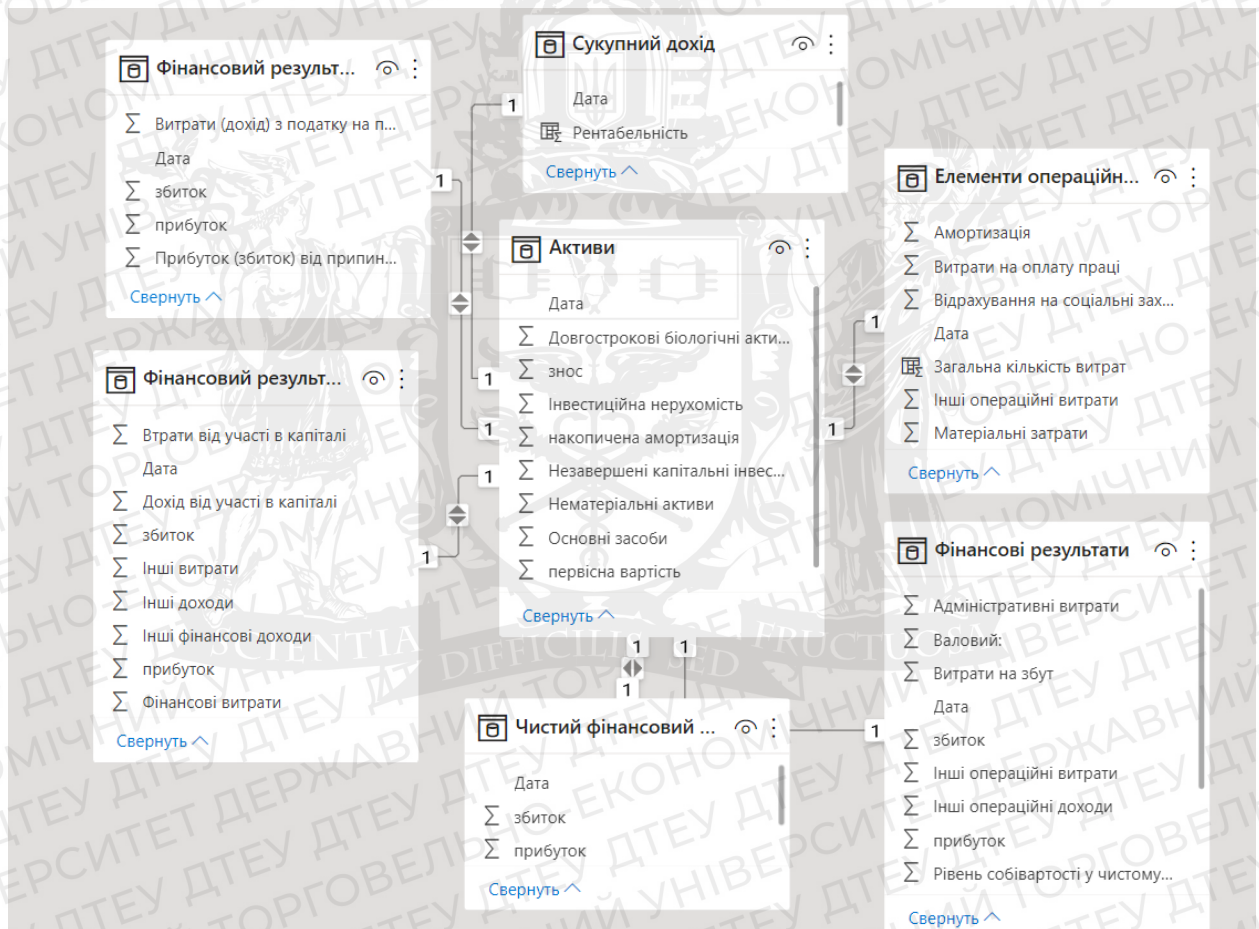 Фінансовий результ...
Витрати (дохід) з податку на п...
Дата
збиток
прибуток
Прибуток (збиток) від припин...
Свернуть
Сукупний дохід
Дата
Рентабельність
Свернуть
Елементи операційн...
Амортизація
Витрати на оплату праці
Відрахування на соціальні зах...
Дата
Загальна кількість витрат
Інші операційні витрати
Матеріальні затрати
Свернуть
Активи
Дата
Довгострокові біологічні акти...
знос
Інвестиційна нерухомість
накопичена амортизація
Незавершені капітальні інвес...
Нематеріальні активи
Основні засоби
первісна вартість
Свернуть
Фінансовий результ...
Втрати від участі в капіталі
Дата
Дохід від участі в капіталі
збиток
Інші витрати
Інші доходи
Інші фінансові доходи
прибуток
Фінансові витрати
Свернуть
Чистий фінансовий ...
Дата
збиток
прибуток
Свернуть
Фінансові результати
Адміністративні витрати
Валовий:
Витрати на збут
Дата
збиток
Інші операційні витрати
Інші операційні доходи
прибуток
Рівень собівартості у чистому...
Свернуть
1
1
1
1
1
1
1
1
1
1
1
1
SCIENTIA DIFFICILIS SED FRUCT